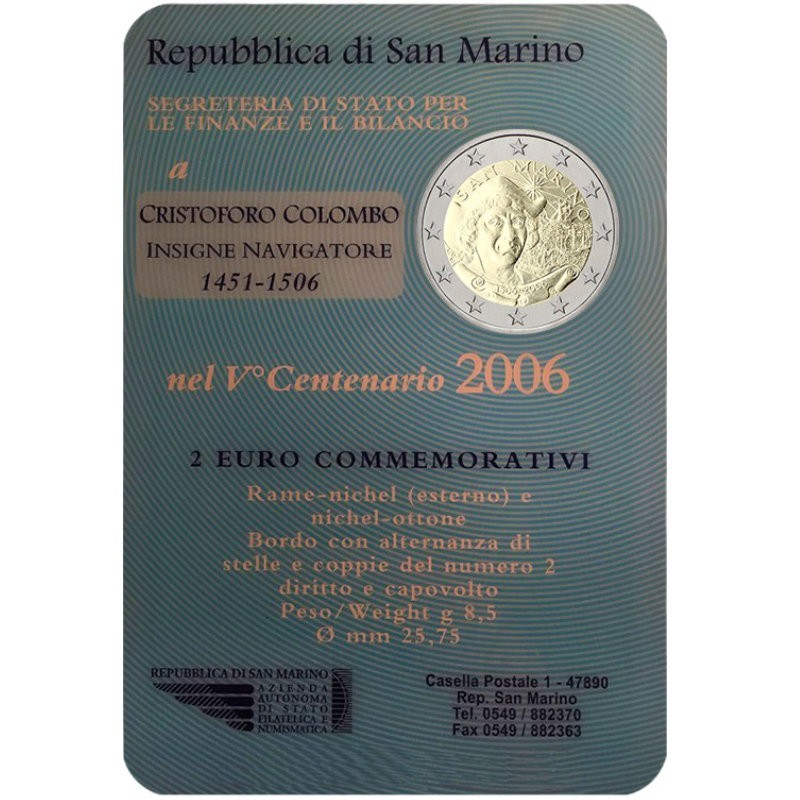 Repubblica di San Marino
SEGRETERIA DI STATO PER
LE FINANZE E IL BILANCIO
a
CRISTOFORO COLOMBO
INSIGNE NAVIGATORE
1451-1506
SAN MARINO
1506-2006
nel V° Centenario 2006
2 EURO COMMEMORATIVI
Rame-nichel (esterno) e
nichel-ottone
Bordo con alternanza di
stelle e coppie del numero 2
diritto e capovolto
Peso/Weight g 8,5
Ø mm 25,75
REPUBBLICA DI SAN MARINO
AZIENDA
AUTONOMA
DI STATO
FILATELICA E
NUMISMATICA
Casella Postale 1 - 47890
Rep. San Marino
Tel. 0549 / 882370
Fax 0549 / 882363